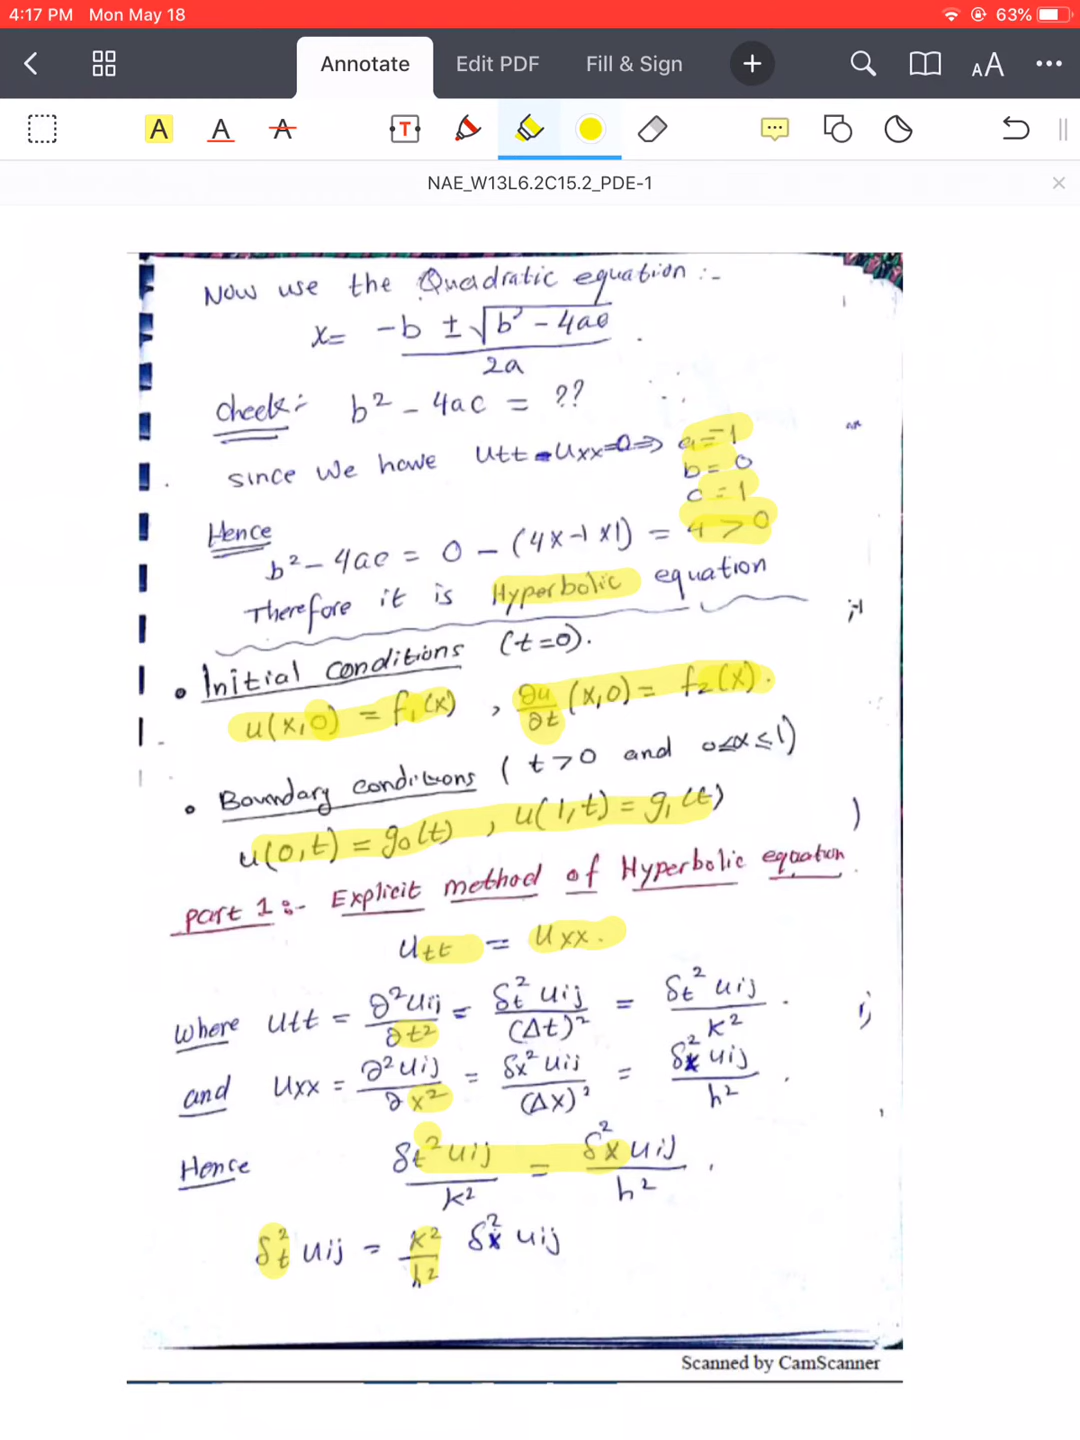 4:17 PM Mon May 18 63%
Annotate Edit PDF Fill & Sign
NAE_W13L6.2C15.2_PDE-1
Now use the Quadratic equation :-
x = -b ± √b² - 4ac
2a
Check:- b² - 4ac = ??
since we have Utt - Uxx = 0 ⇒ a = -1
b = 0
c = 1
Hence
b² - 4ac = 0 - (4x-1x1) = 4 > 0
Therefore it is Hyperbolic equation
• Initial conditions (t=0).
u(x,0) = f₁(x) , ∂u/∂t (x,0) = f₂(x).
• Boundary conditions ( t>0 and 0≤x≤1)
u(0,t) = g₀(t) , u(1,t) = g₁(t)
part 1:- Explicit method of Hyperbolic equation
Utt = Uxx.
where Utt = ∂²Uij/∂t² = δt² Uij/(Δt)² = δt² Uij/k² .
and Uxx = ∂²Uij/∂x² = δx² Uij/(Δx)² = δx² Uij/h² .
Hence δt² Uij/k² = δx² Uij/h² .
δt² Uij = k²/h² δx² Uij
Scanned by CamScanner